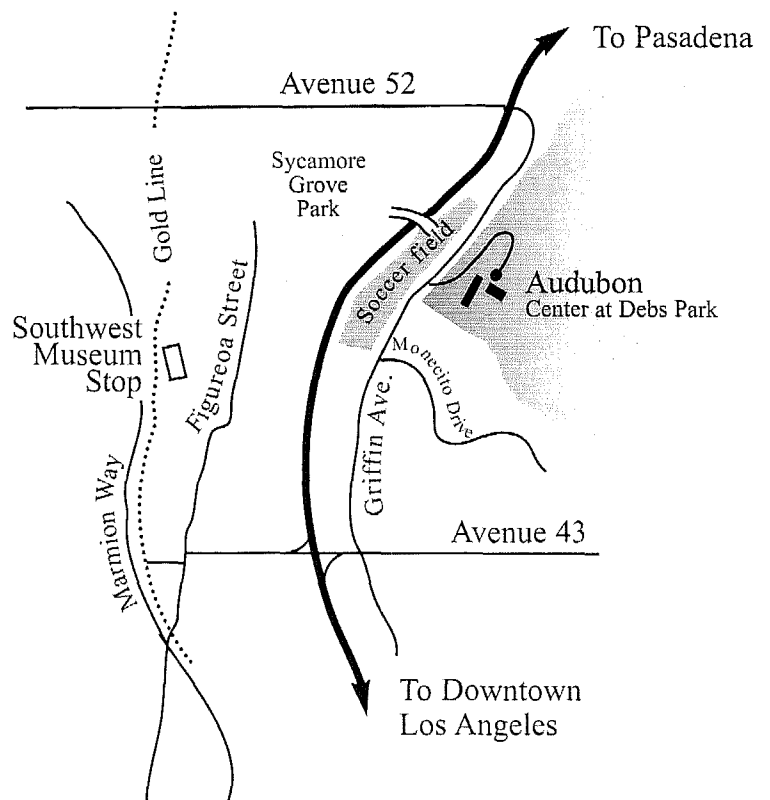 To Pasadena
Avenue 52
Sycamore
Grove
Park
Gold Line
Soccer field
Audubon
Center at Debs Park
Southwest
Museum
Stop
Figureoa Street
Monecito Drive
Griffin Ave.
Marmion Way
Avenue 43
To Downtown
Los Angeles